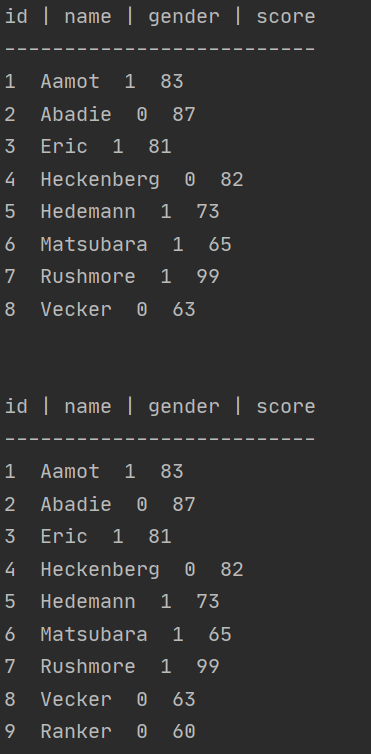 id | name | gender | score
--------------------------
1  Aamot  1  83
2  Abadie  0  87
3  Eric  1  81
4  Heckenberg  0  82
5  Hedemann  1  73
6  Matsubara  1  65
7  Rushmore  1  99
8  Vecker  0  63
id | name | gender | score
--------------------------
1  Aamot  1  83
2  Abadie  0  87
3  Eric  1  81
4  Heckenberg  0  82
5  Hedemann  1  73
6  Matsubara  1  65
7  Rushmore  1  99
8  Vecker  0  63
9  Ranker  0  60